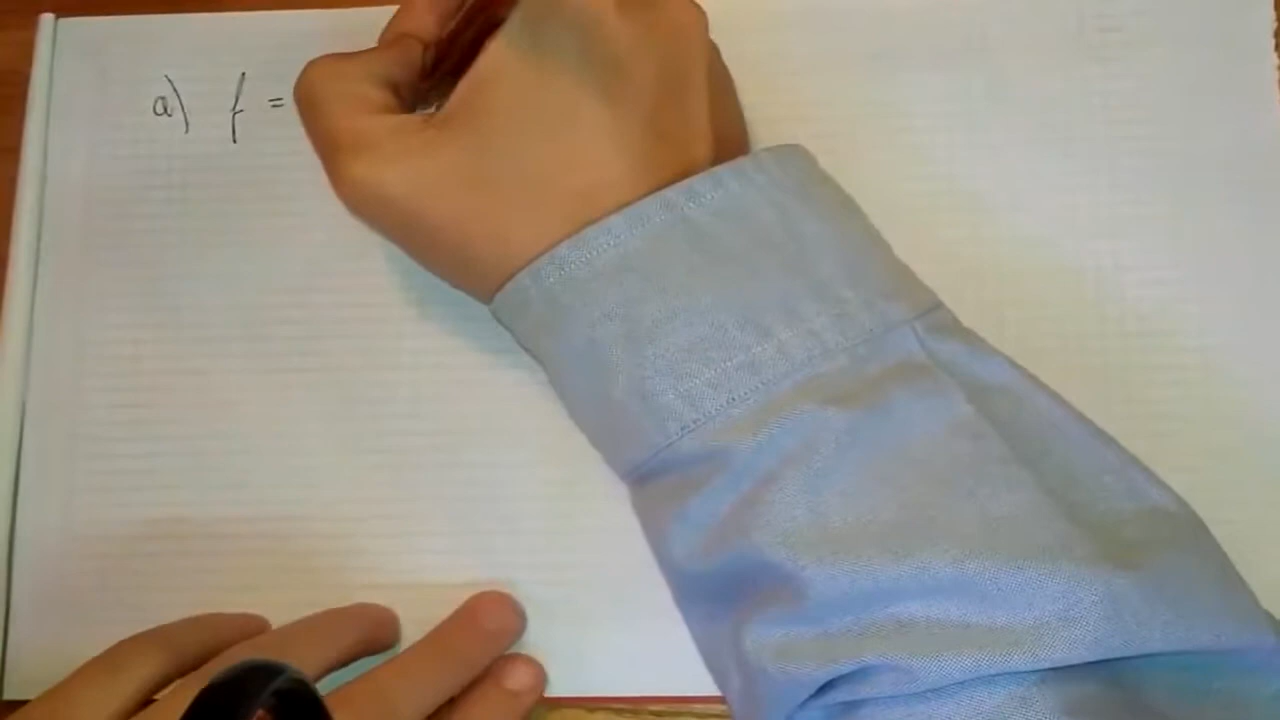 a) f =